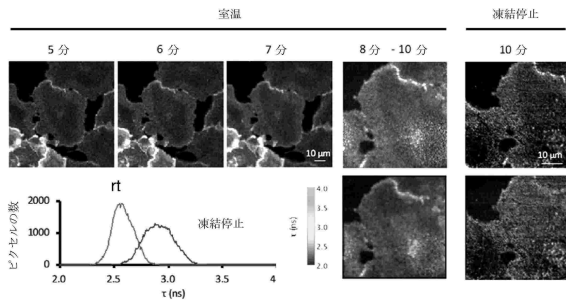 室温
凍結停止
5 分
6 分
7 分
8 分 - 10 分
10 分
10 µm
10 µm
rt
凍結停止
ピクセルの数
2000
1000
0
2.0
2.5
3.0
3.5
4
τ (ns)
4.0
3.5
3.0
2.5
2.0
τ (ns)